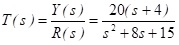 T(s) = Y(s)/R(s) = 20(s+4)/(s²+8s+15)